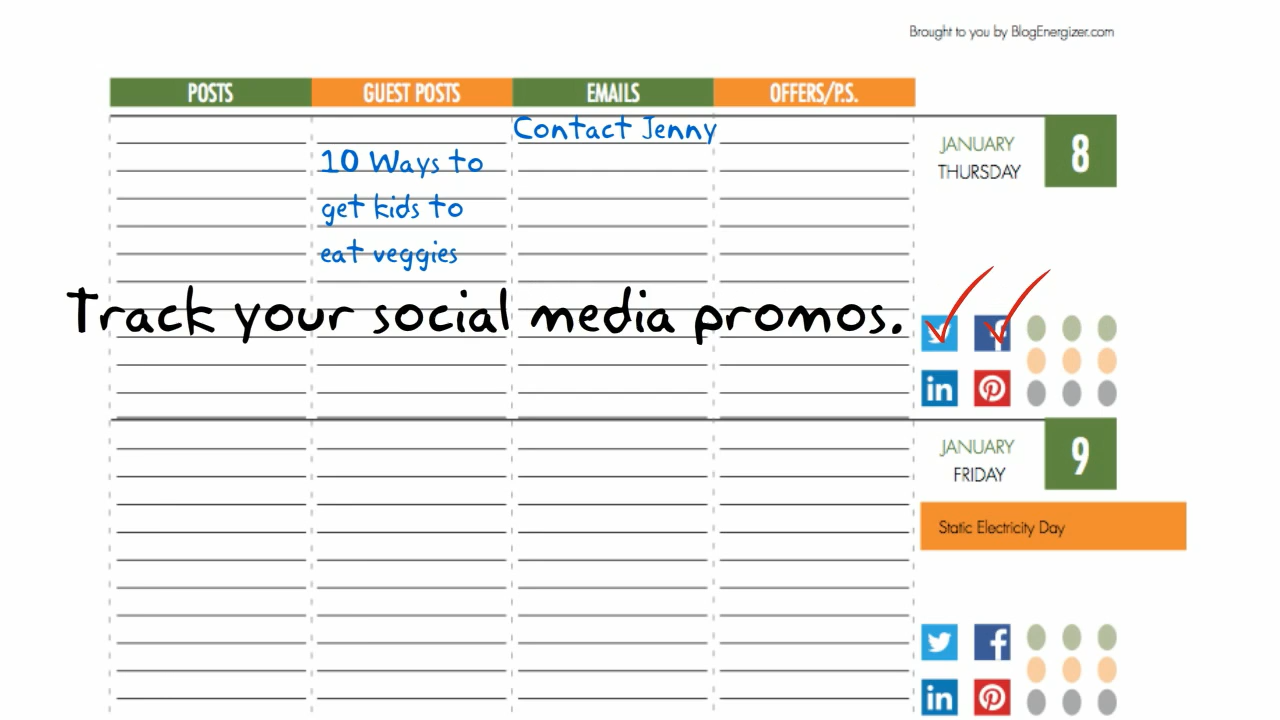 Brought to you by BlogEnergizer.com
POSTS GUEST POSTS EMAILS OFFERS/P.S.
Contact Jenny
JANUARY 8
THURSDAY
10 Ways to
get kids to
eat veggies
Track your social media promos.
JANUARY 9
FRIDAY
Static Electricity Day